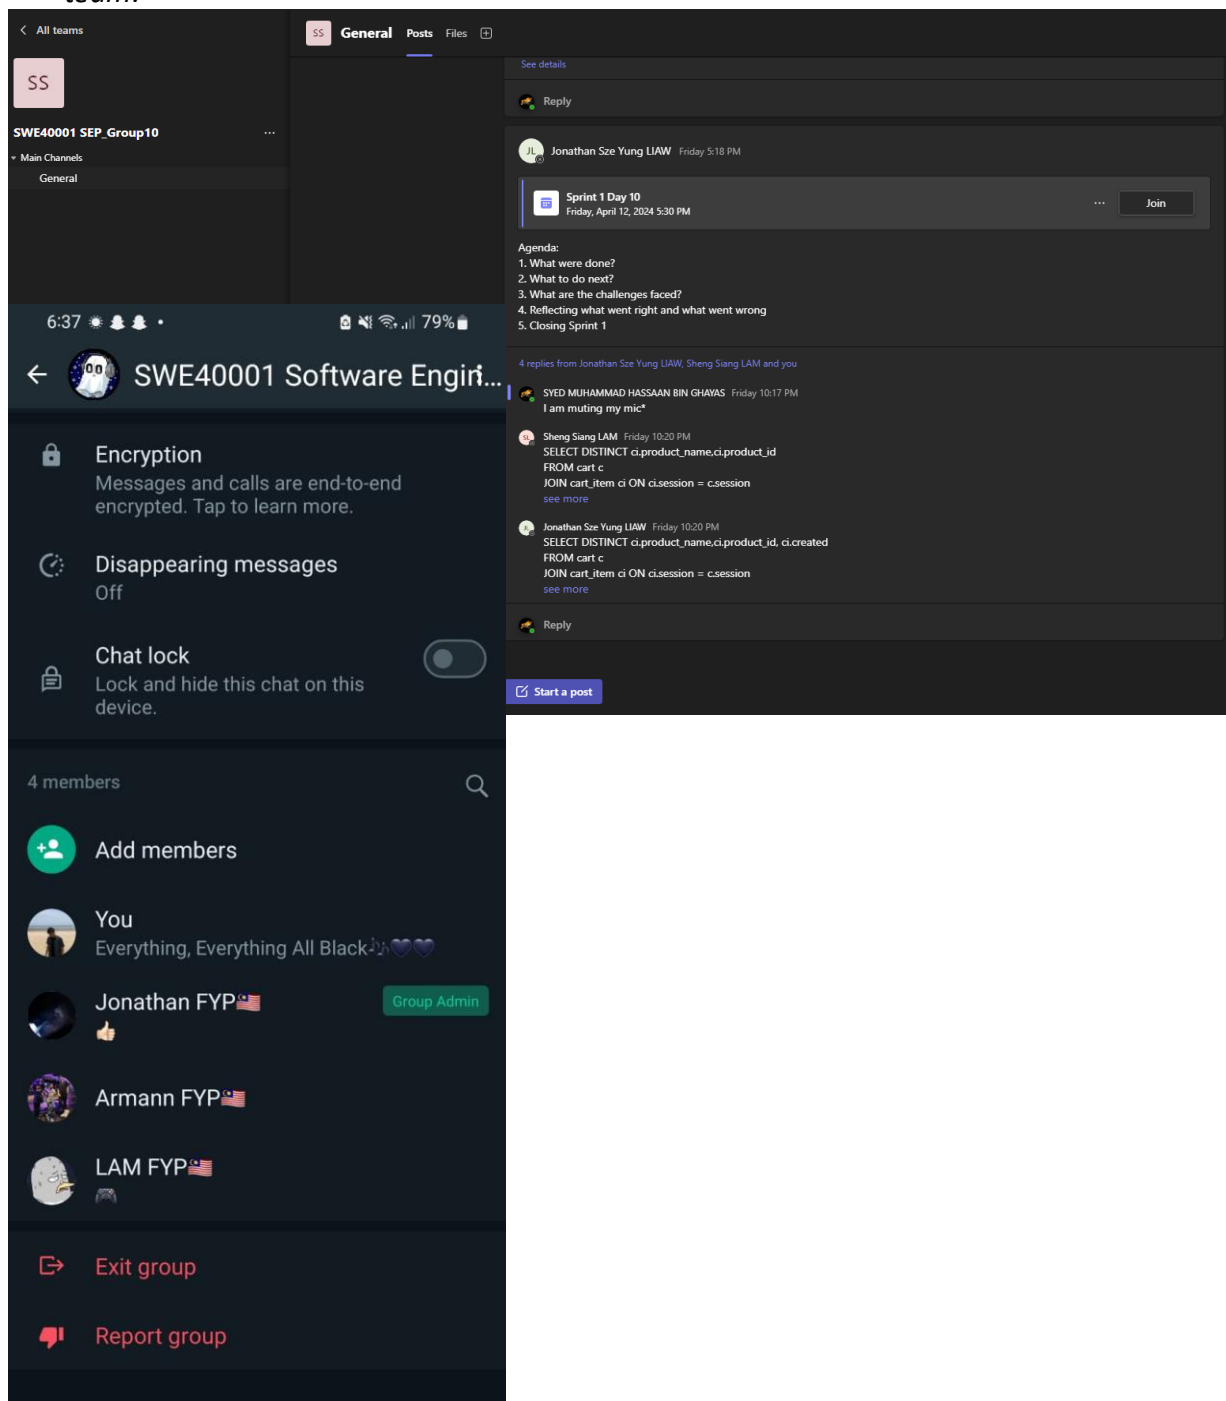 team.
All teams
SS
SWE40001 SEP_Group10
...
Main Channels
General
SS General Posts Files
See details
Reply
JL Jonathan Sze Yung LIAW Friday 5:18 PM
Sprint 1 Day 10
Friday, April 12, 2024 5:30 PM
... Join
Agenda:
1. What were done?
2. What to do next?
3. What are the challenges faced?
4. Reflecting what went right and what went wrong
5. Closing Sprint 1
4 replies from Jonathan Sze Yung LIAW, Sheng Siang LAM and you
SYED MUHAMMAD HASSAAN BIN GHAYAS Friday 10:17 PM
I am muting my mic*
SL Sheng Siang LAM Friday 10:20 PM
SELECT DISTINCT ci.product_name,ci.product_id
FROM cart c
JOIN cart_item ci ON ci.session = c.session
see more
JL Jonathan Sze Yung LIAW Friday 10:20 PM
SELECT DISTINCT ci.product_name,ci.product_id, ci.created
FROM cart c
JOIN cart_item ci ON ci.session = c.session
see more
Reply
Start a post
6:37 79%
SWE40001 Software Engin...
Encryption
Messages and calls are end-to-end
encrypted. Tap to learn more.
Disappearing messages
Off
Chat lock
Lock and hide this chat on this
device.
4 members
Add members
You
Everything, Everything All Black🎶🖤🖤
Jonathan FYP🇲🇾 Group Admin
👍🏻
Armann FYP🇲🇾
LAM FYP🇲🇾
🎮
Exit group
Report group